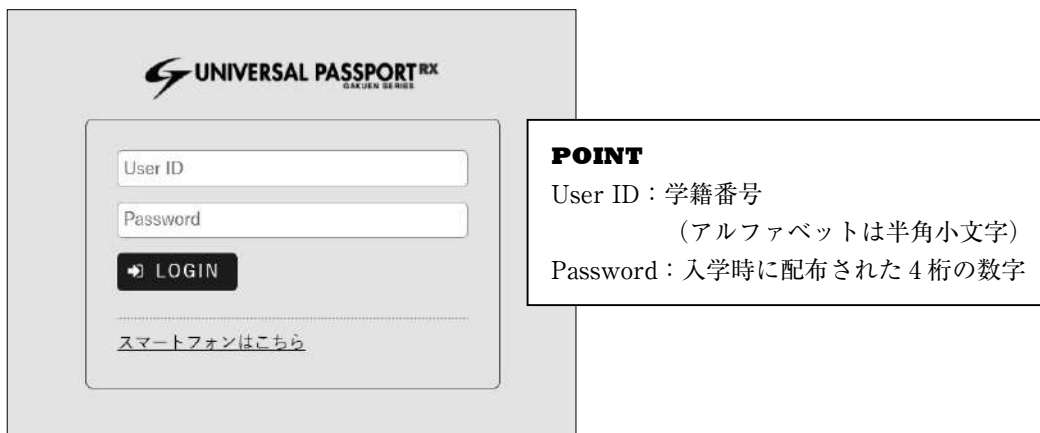 UNIVERSAL PASSPORT RX
GAKUEN SERIES
User ID
Password
LOGIN
スマートフォンはこちら
POINT
User ID：学籍番号
（アルファベットは半角小文字）
Password：入学時に配布された４桁の数字